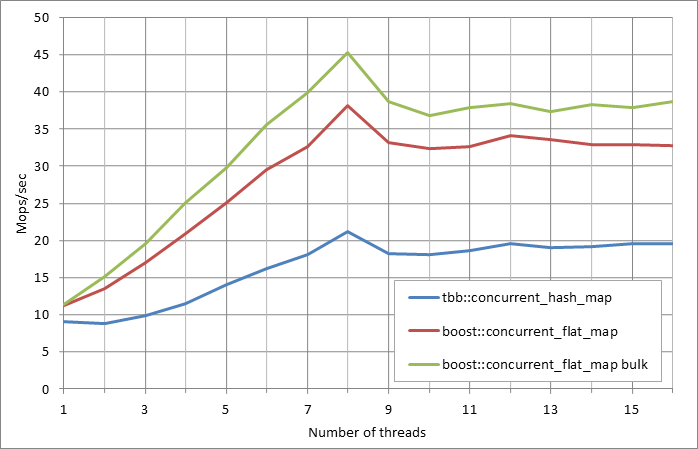 50
45
40
35
30
25
20
15
10
5
0
Mops/sec
tbb::concurrent_hash_map
boost::concurrent_flat_map
boost::concurrent_flat_map bulk
1 3 5 7 9 11 13 15
Number of threads